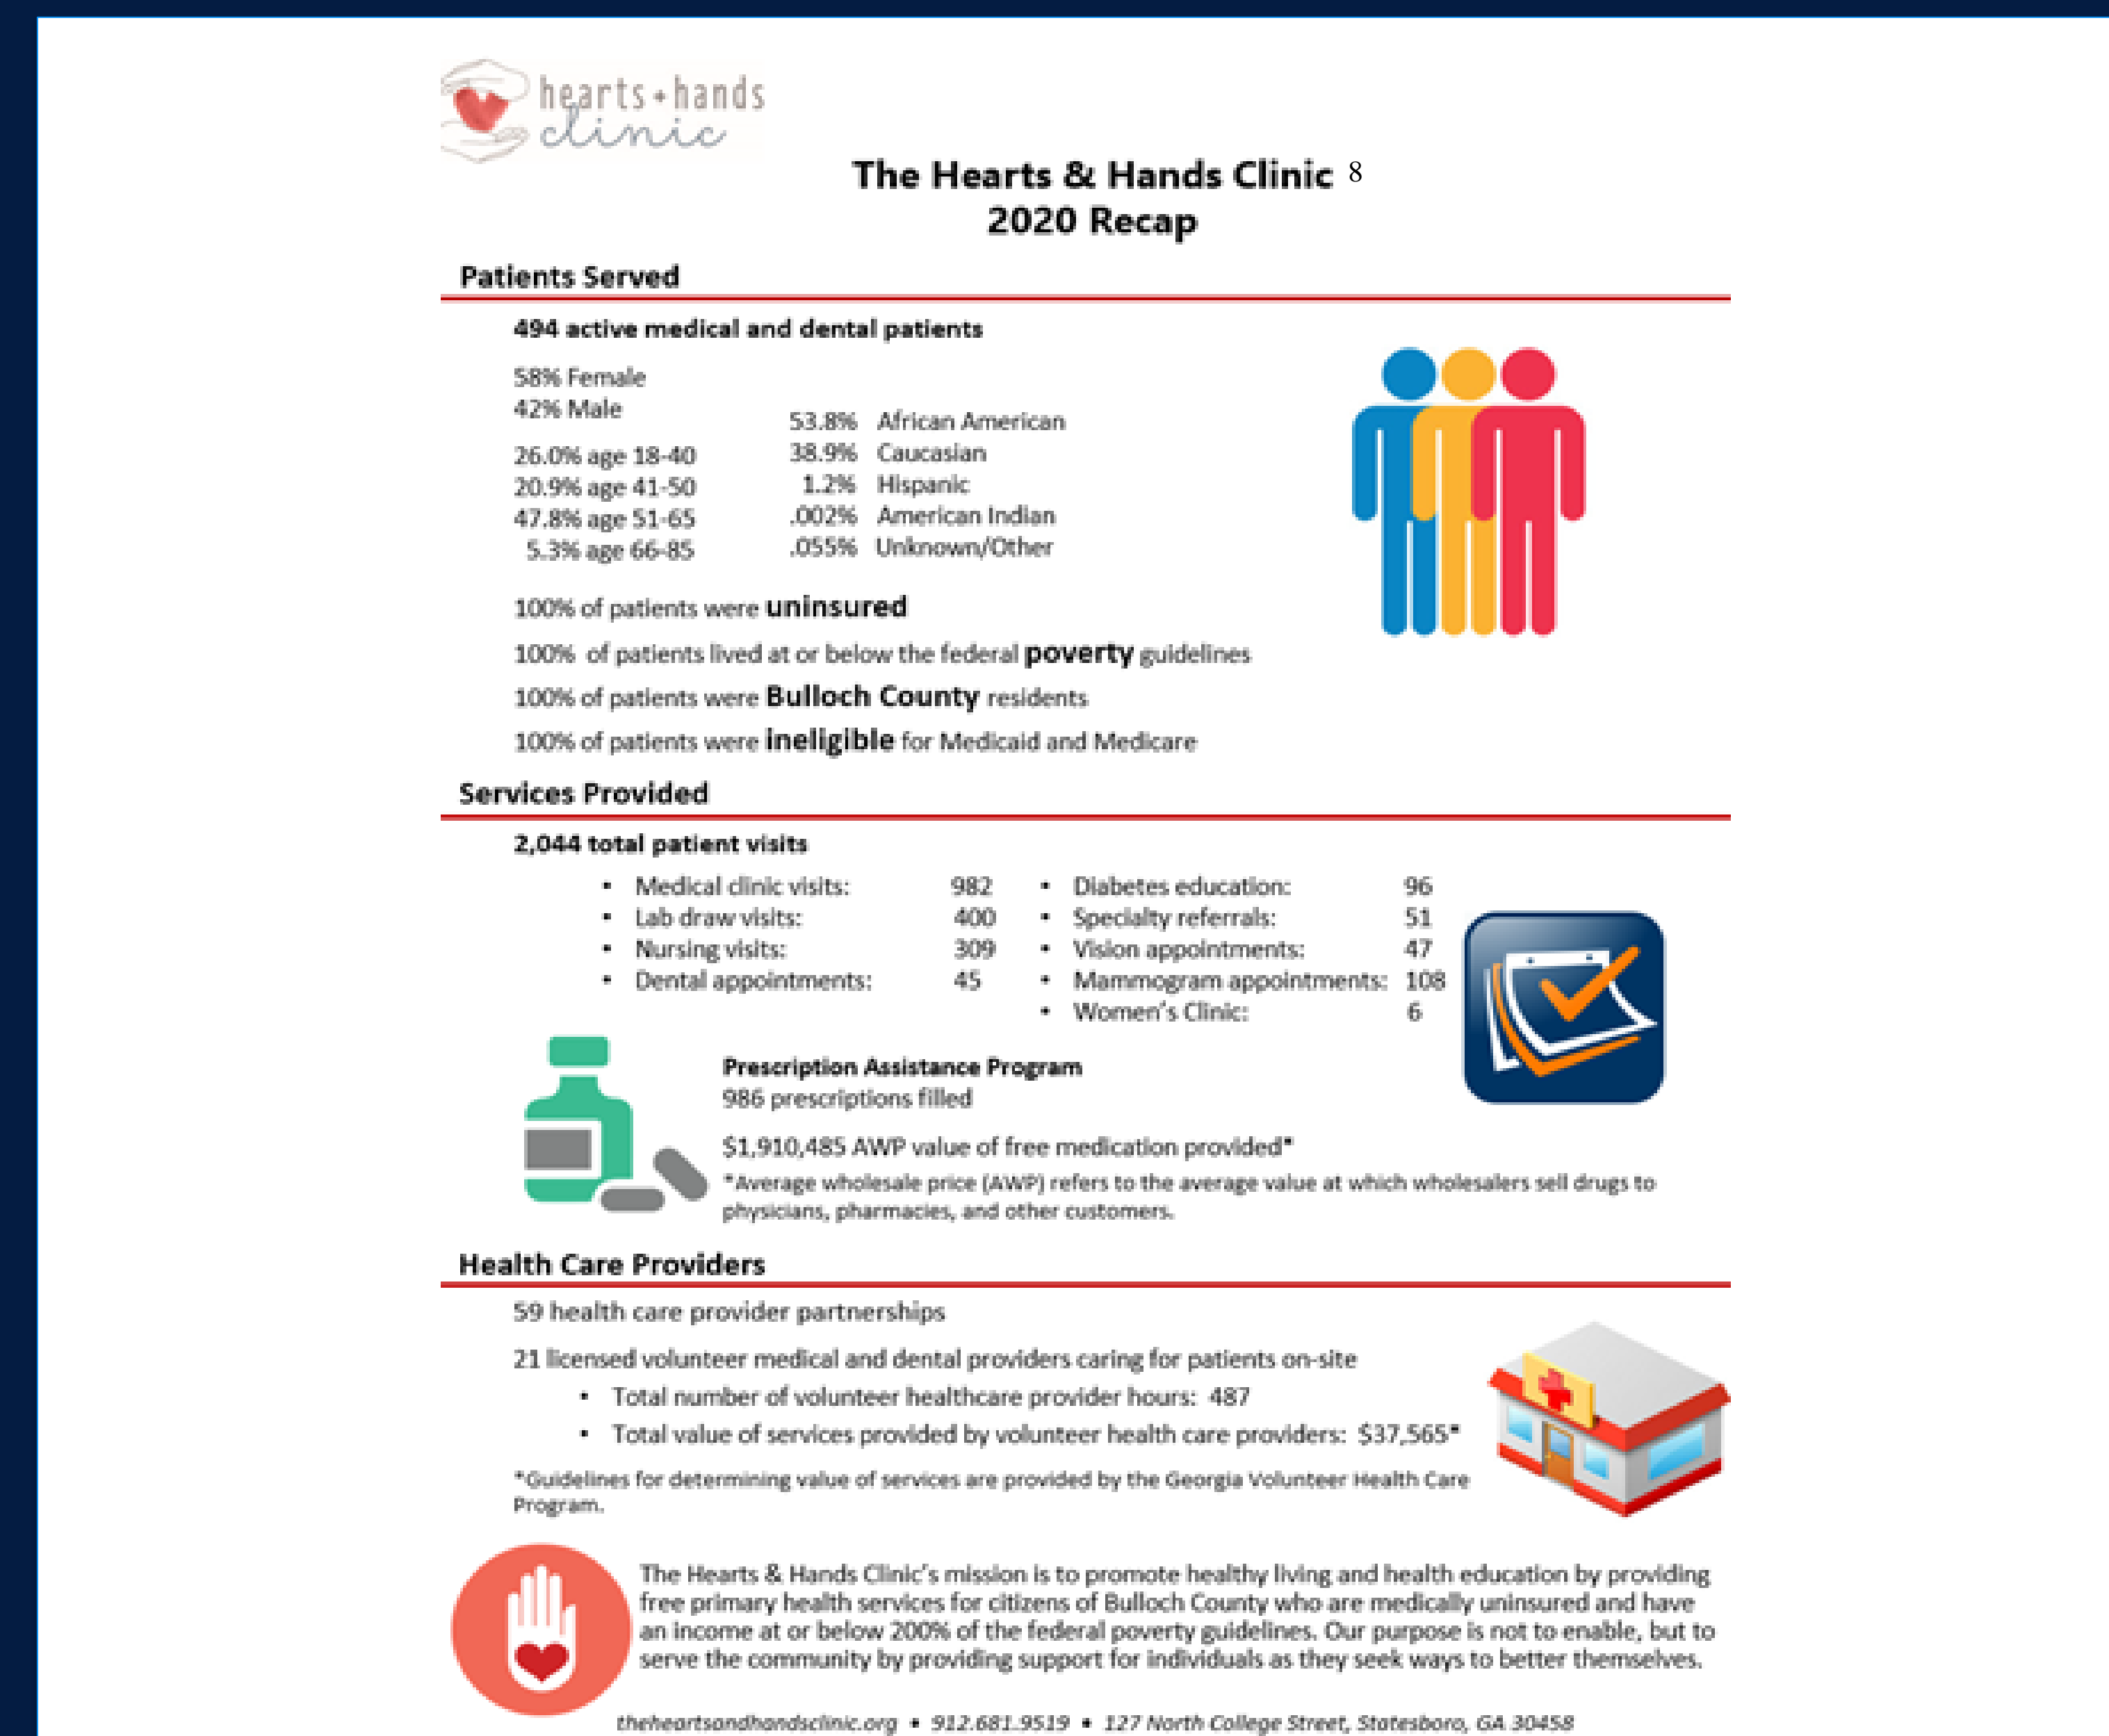 hearts + hands
clinic
The Hearts & Hands Clinic 8
2020 Recap
Patients Served
494 active medical and dental patients
58% Female
42% Male
26.0% age 18-40
20.9% age 41-50
47.8% age 51-65
5.3% age 66-85
53.8% African American
38.9% Caucasian
1.2% Hispanic
.002% American Indian
.055% Unknown/Other
100% of patients were uninsured
100% of patients lived at or below the federal poverty guidelines
100% of patients were Bulloch County residents
100% of patients were ineligible for Medicaid and Medicare
Services Provided
2,044 total patient visits
• Medical clinic visits: 982
• Lab draw visits: 400
• Nursing visits: 309
• Dental appointments: 45
• Diabetes education: 96
• Specialty referrals: 51
• Vision appointments: 47
• Mammogram appointments: 108
• Women's Clinic: 6
Prescription Assistance Program
986 prescriptions filled
$1,910,485 AWP value of free medication provided*
*Average wholesale price (AWP) refers to the average value at which wholesalers sell drugs to
physicians, pharmacies, and other customers.
Health Care Providers
59 health care provider partnerships
21 licensed volunteer medical and dental providers caring for patients on-site
• Total number of volunteer healthcare provider hours: 487
• Total value of services provided by volunteer health care providers: $37,565*
*Guidelines for determining value of services are provided by the Georgia Volunteer Health Care
Program.
The Hearts & Hands Clinic's mission is to promote healthy living and health education by providing
free primary health services for citizens of Bulloch County who are medically uninsured and have
an income at or below 200% of the federal poverty guidelines. Our purpose is not to enable, but to
serve the community by providing support for individuals as they seek ways to better themselves.
theheartsandhandsclinic.org • 912.681.9519 • 127 North College Street, Statesboro, GA 30458